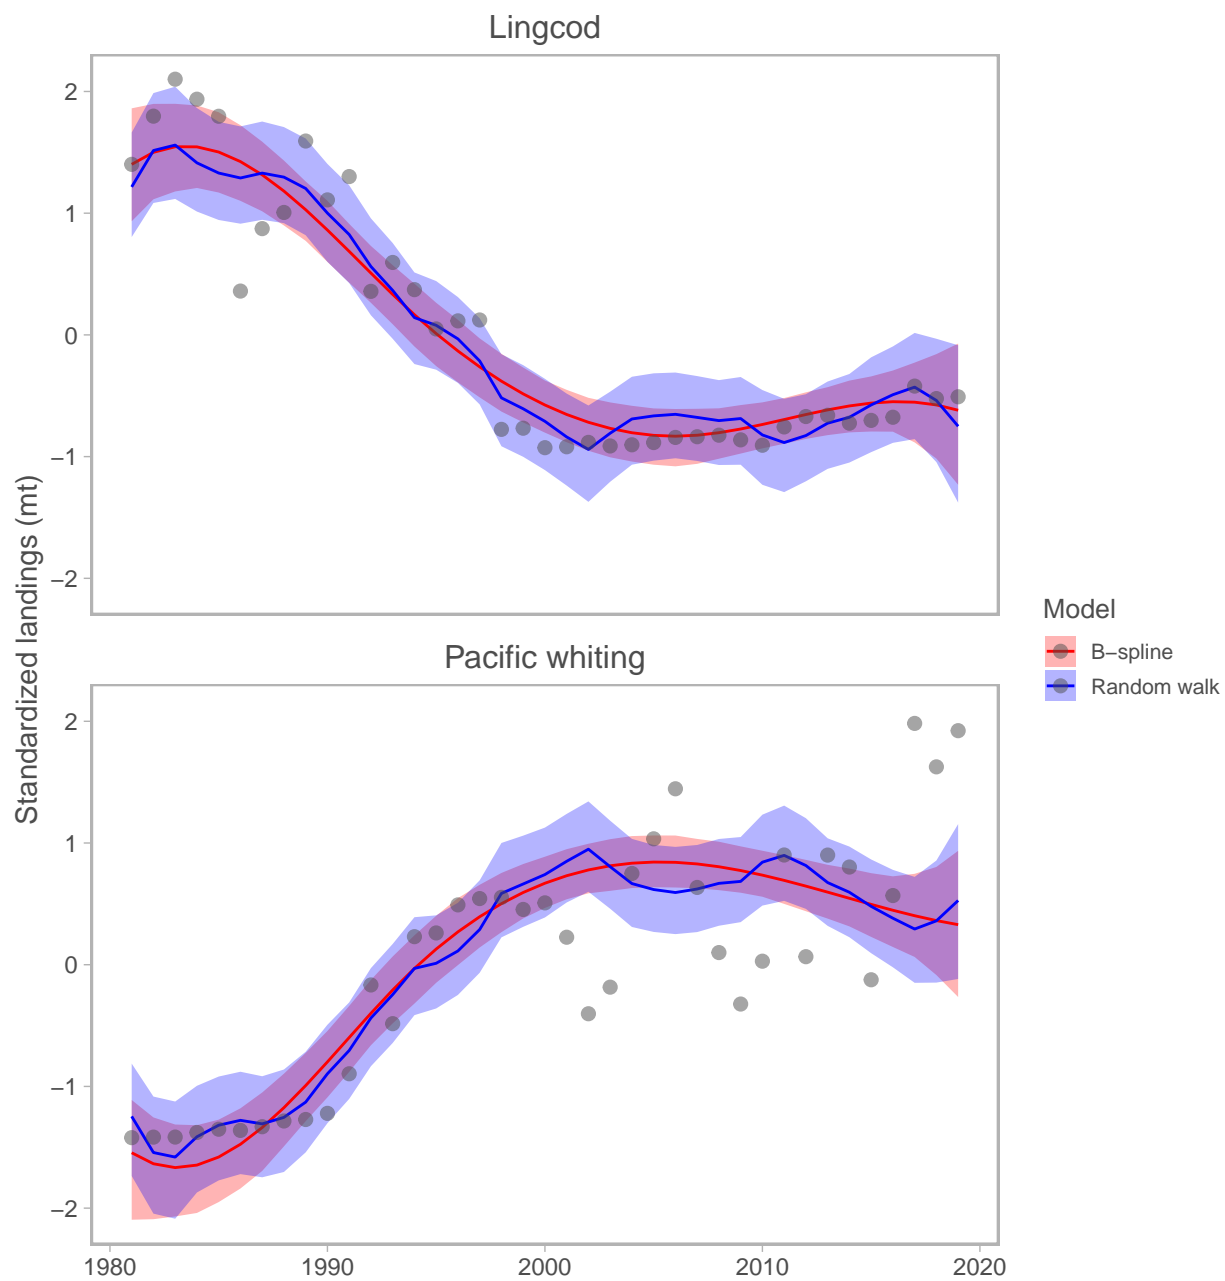 Lingcod
2
1
0
−1
−2
Standardized landings (mt)
Pacific whiting
2
1
0
−1
−2
1980 1990 2000 2010 2020
Model
B−spline
Random walk